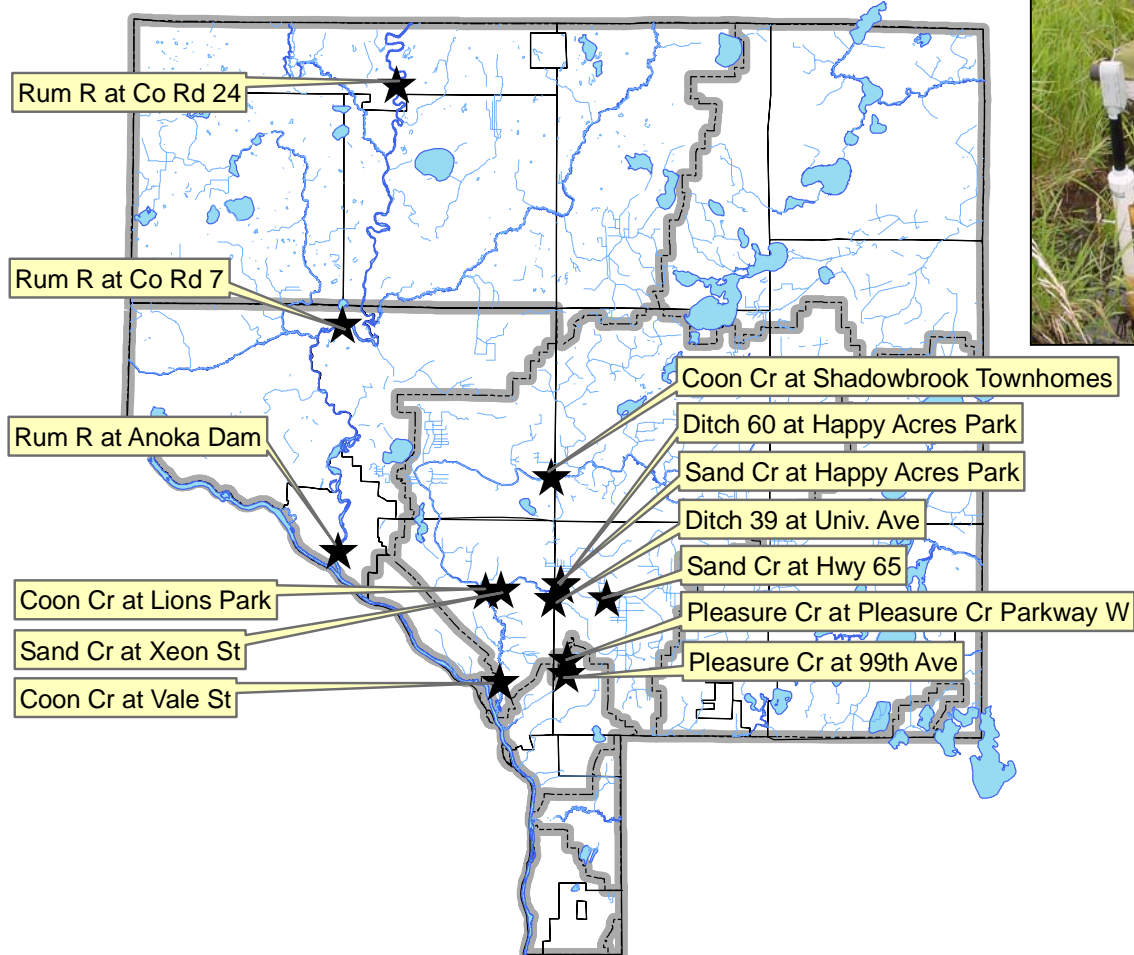 Rum R at Co Rd 24
Rum R at Co Rd 7
Coon Cr at Shadowbrook Townhomes
Ditch 60 at Happy Acres Park
Rum R at Anoka Dam
Sand Cr at Happy Acres Park
Ditch 39 at Univ. Ave
Sand Cr at Hwy 65
Coon Cr at Lions Park
Pleasure Cr at Pleasure Cr Parkway W
Sand Cr at Xeon St
Pleasure Cr at 99th Ave
Coon Cr at Vale St